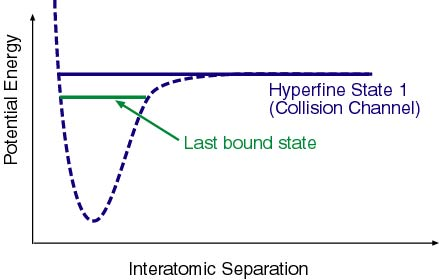 Potential Energy
Hyperfine State 1
(Collision Channel)
Last bound state
Interatomic Separation